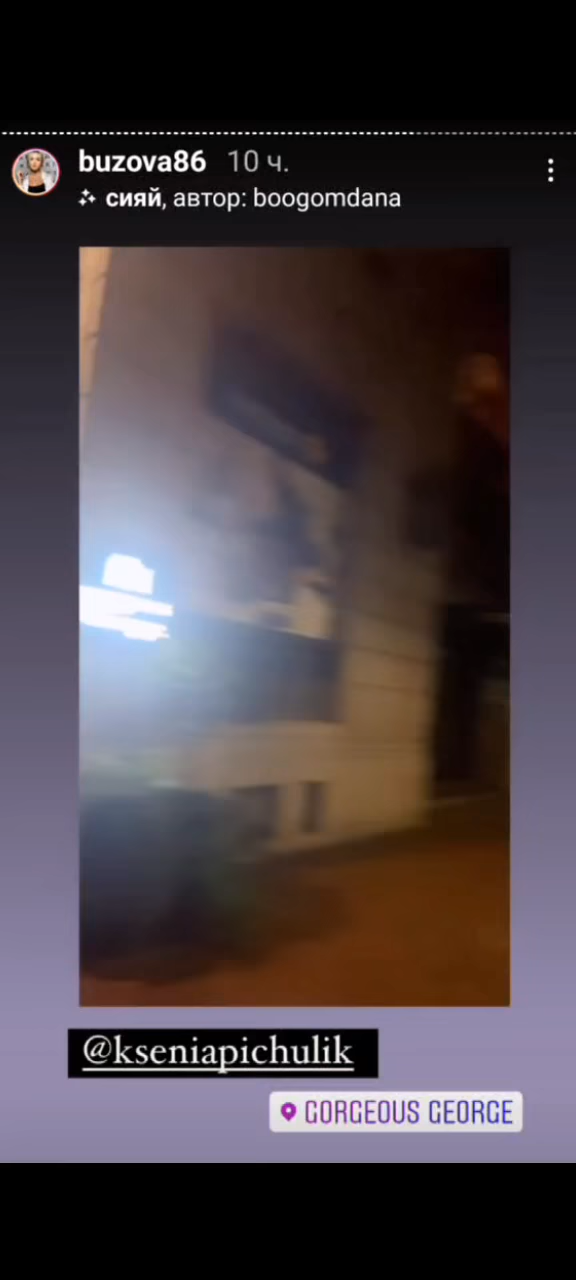 buzova86 10 ч.
сияй, автор: boogomdana
@kseniapichulik
GORGEOUS GEORGE